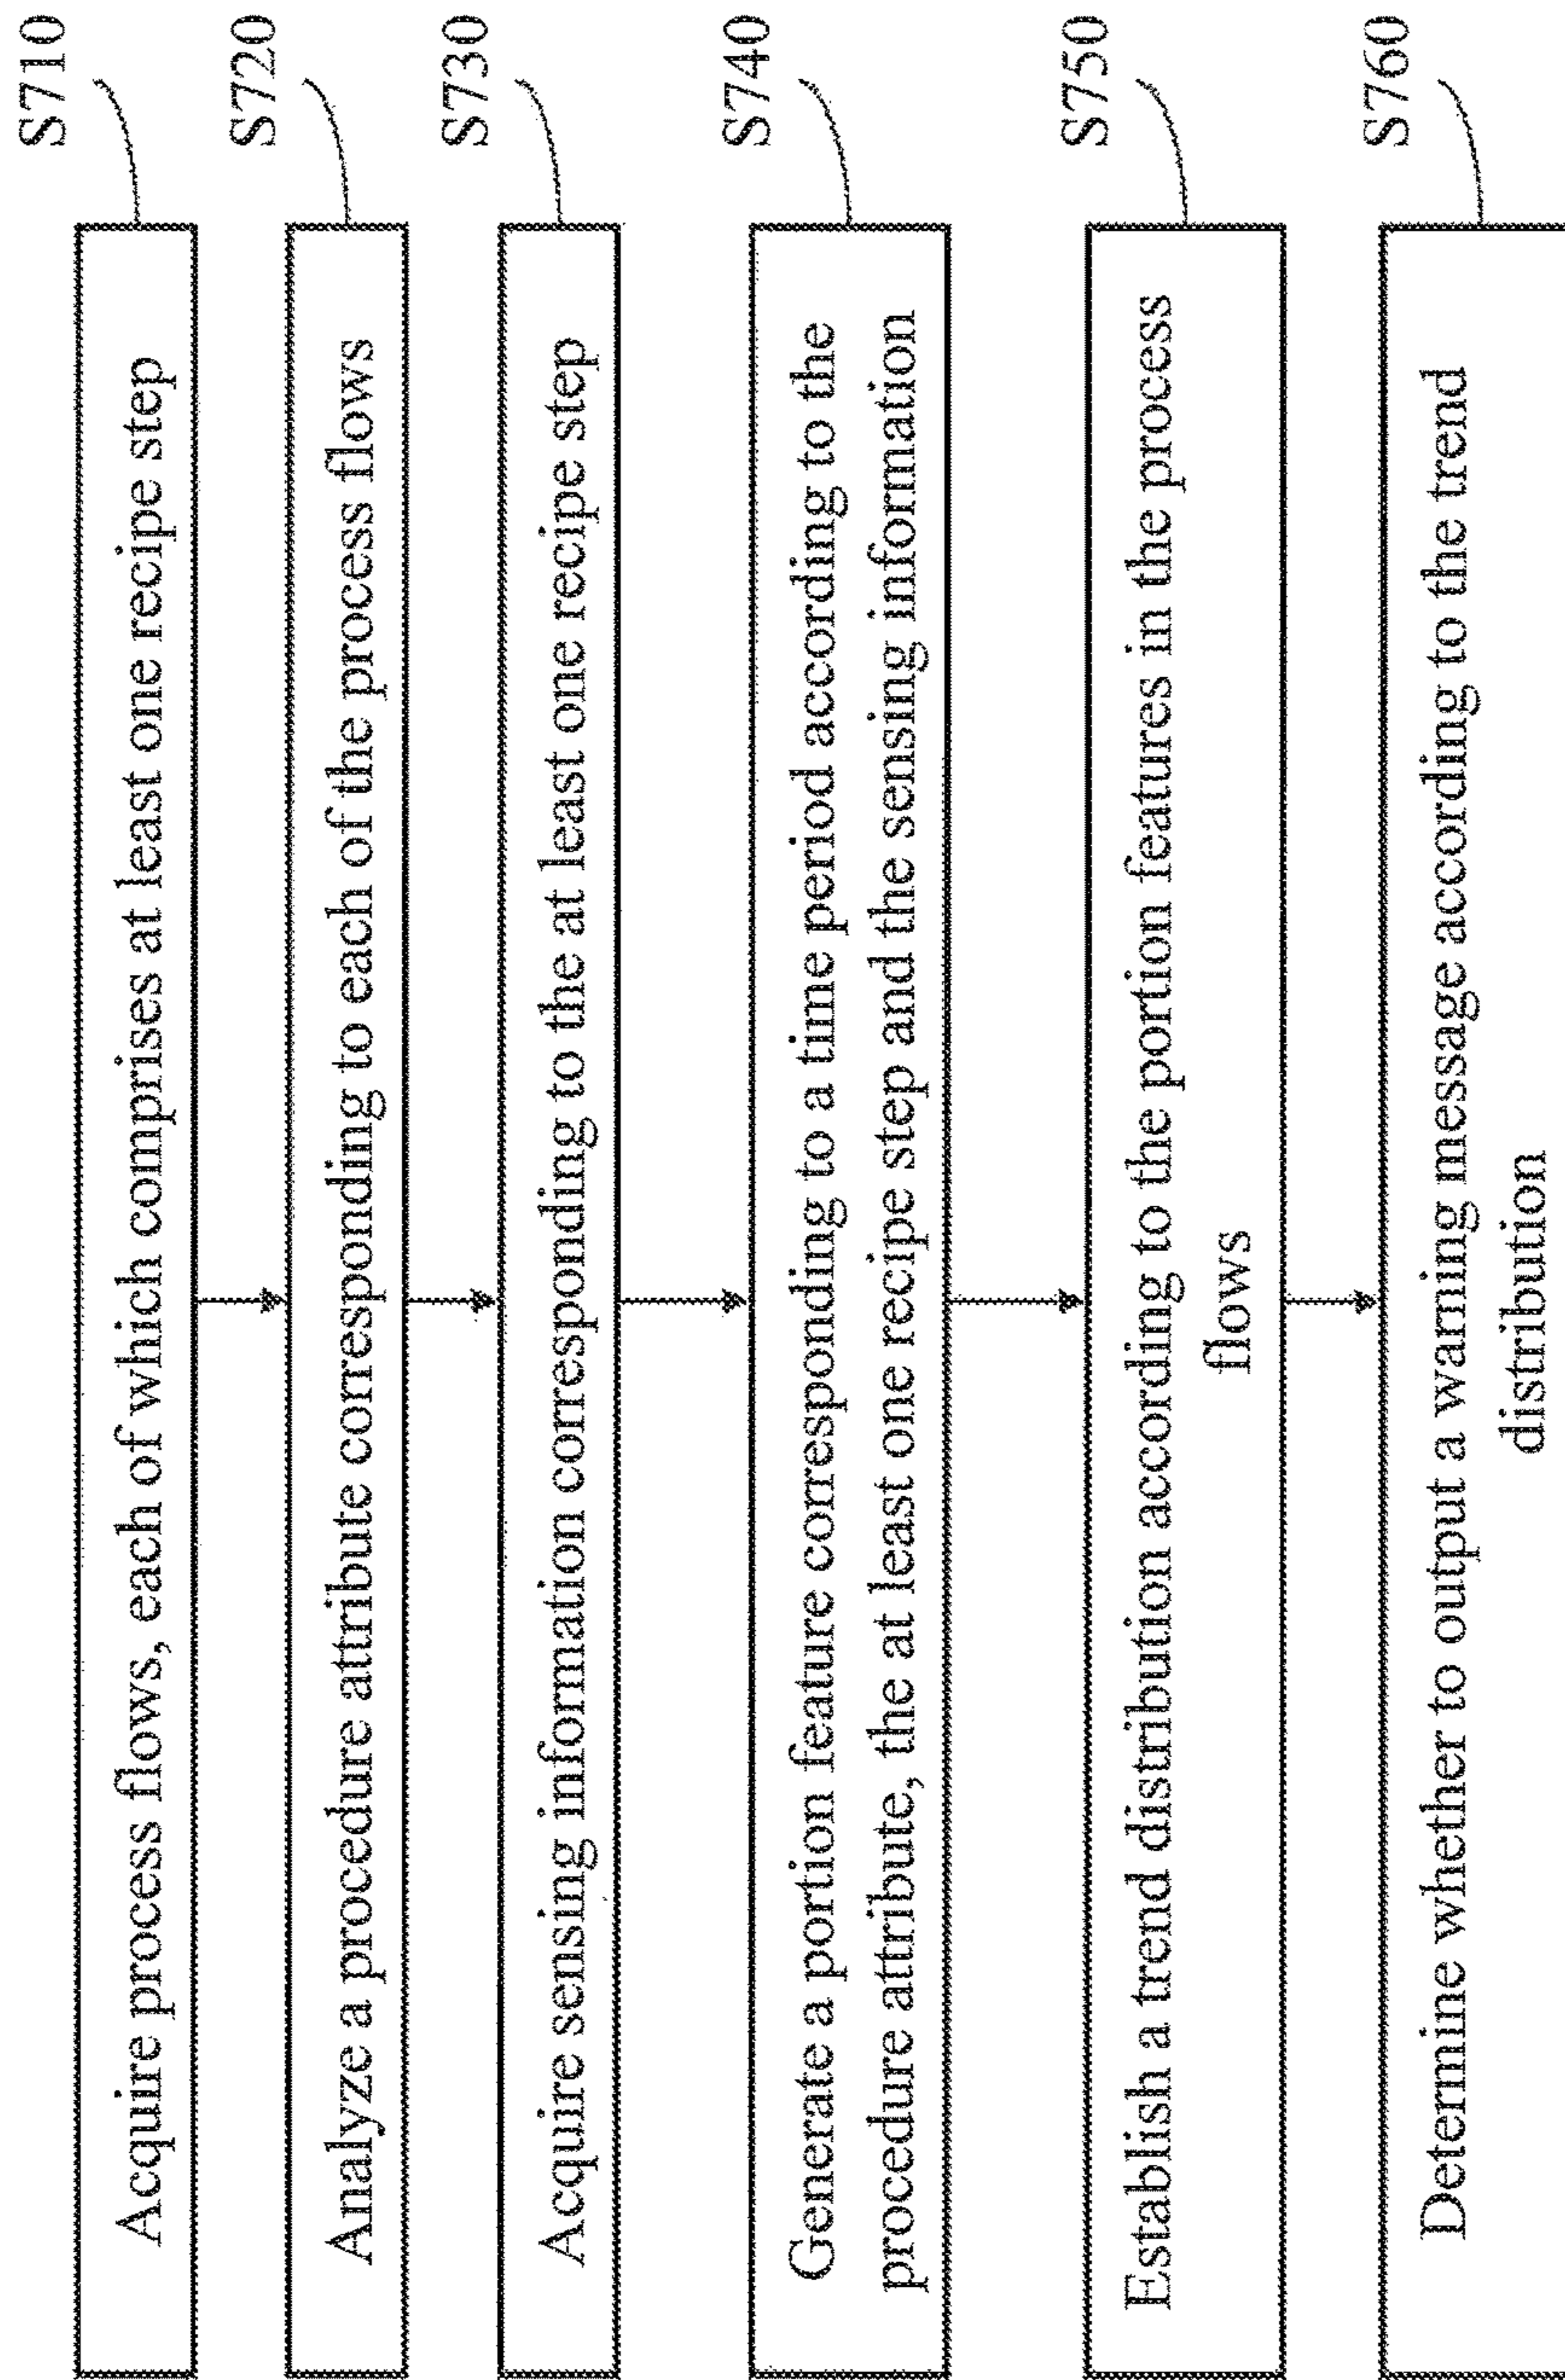 S710
Acquire process flows, each of which comprises at least one recipe step
S720
Analyze a procedure attribute corresponding to each of the process flows
S730
Acquire sensing information corresponding to the at least one recipe step
S740
Generate a portion feature corresponding to a time period according to the
procedure attribute, the at least one recipe step and the sensing information
S750
Establish a trend distribution according to the portion features in the process
flows
S760
Determine whether to output a warning message according to the trend
distribution